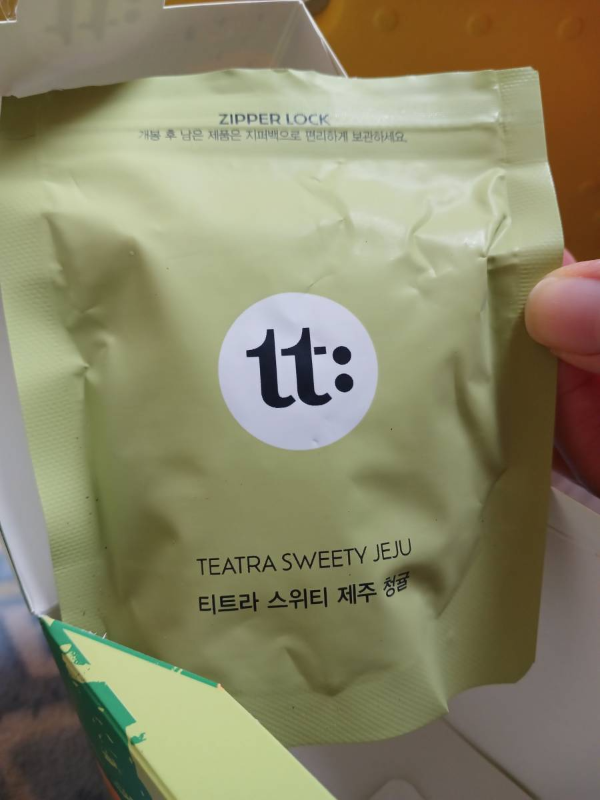 ZIPPER LOCK
개봉 후 남은 제품은 지퍼백으로 편리하게 보관하세요.
tt:
TEATRA SWEETY JEJU
티트라 스위티 제주 청귤